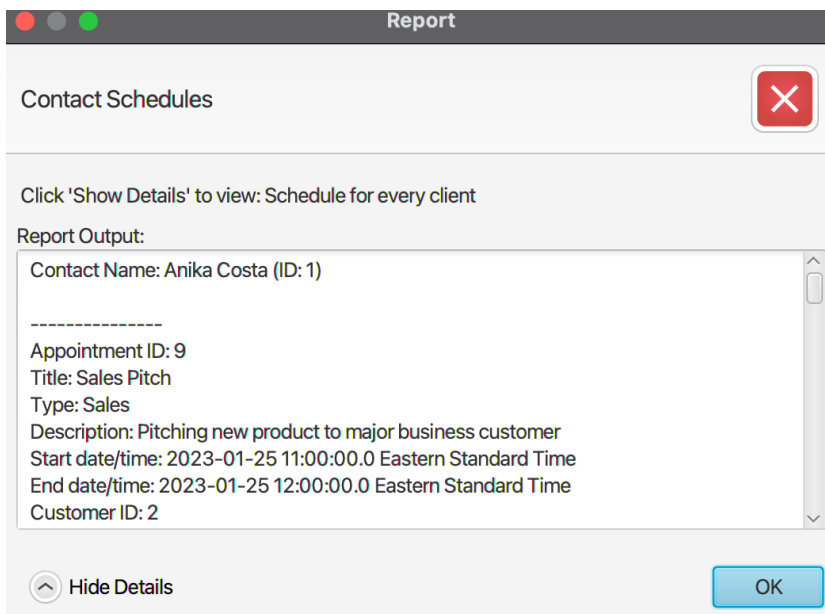 Report
Contact Schedules
Click 'Show Details' to view: Schedule for every client
Report Output:
Contact Name: Anika Costa (ID: 1)
---------------
Appointment ID: 9
Title: Sales Pitch
Type: Sales
Description: Pitching new product to major business customer
Start date/time: 2023-01-25 11:00:00.0 Eastern Standard Time
End date/time: 2023-01-25 12:00:00.0 Eastern Standard Time
Customer ID: 2
Hide Details
OK